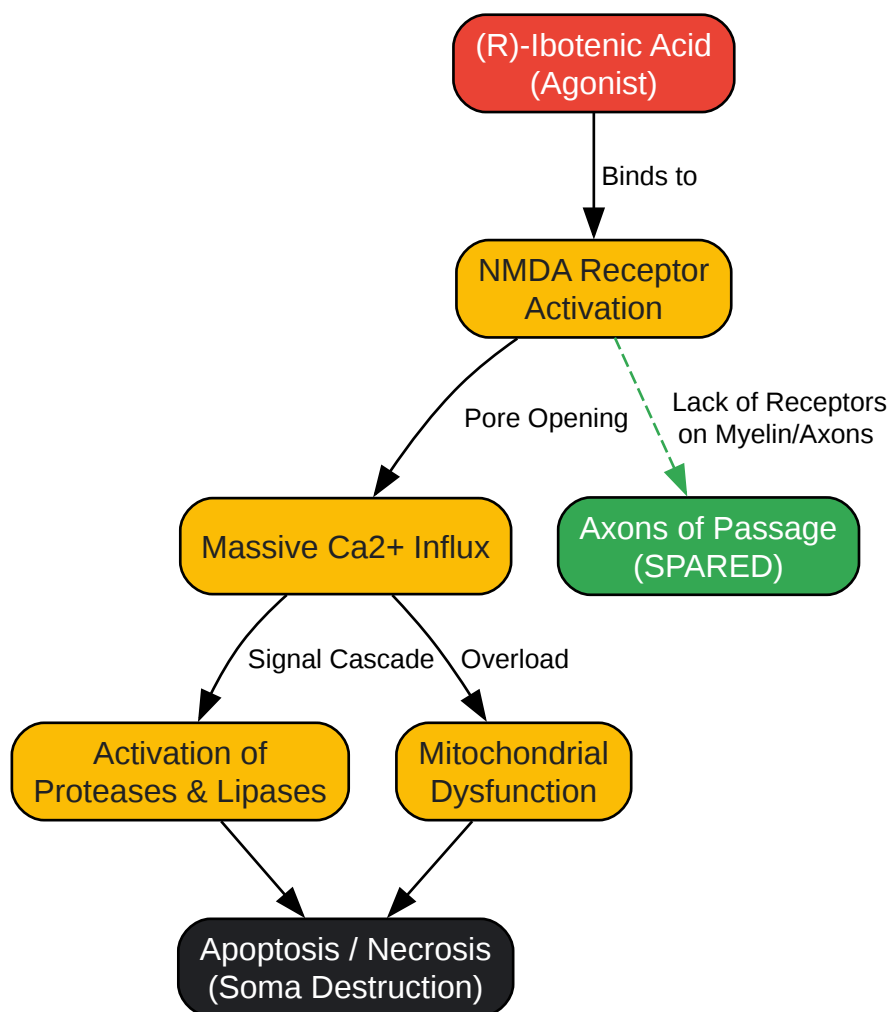 (R)-Ibotenic Acid
(Agonist)
Binds to
NMDA Receptor
Activation
Pore Opening
Lack of Receptors
on Myelin/Axons
Massive Ca2+ Influx
Axons of Passage
(SPARED)
Signal Cascade
Overload
Activation of
Proteases & Lipases
Mitochondrial
Dysfunction
Apoptosis / Necrosis
(Soma Destruction)